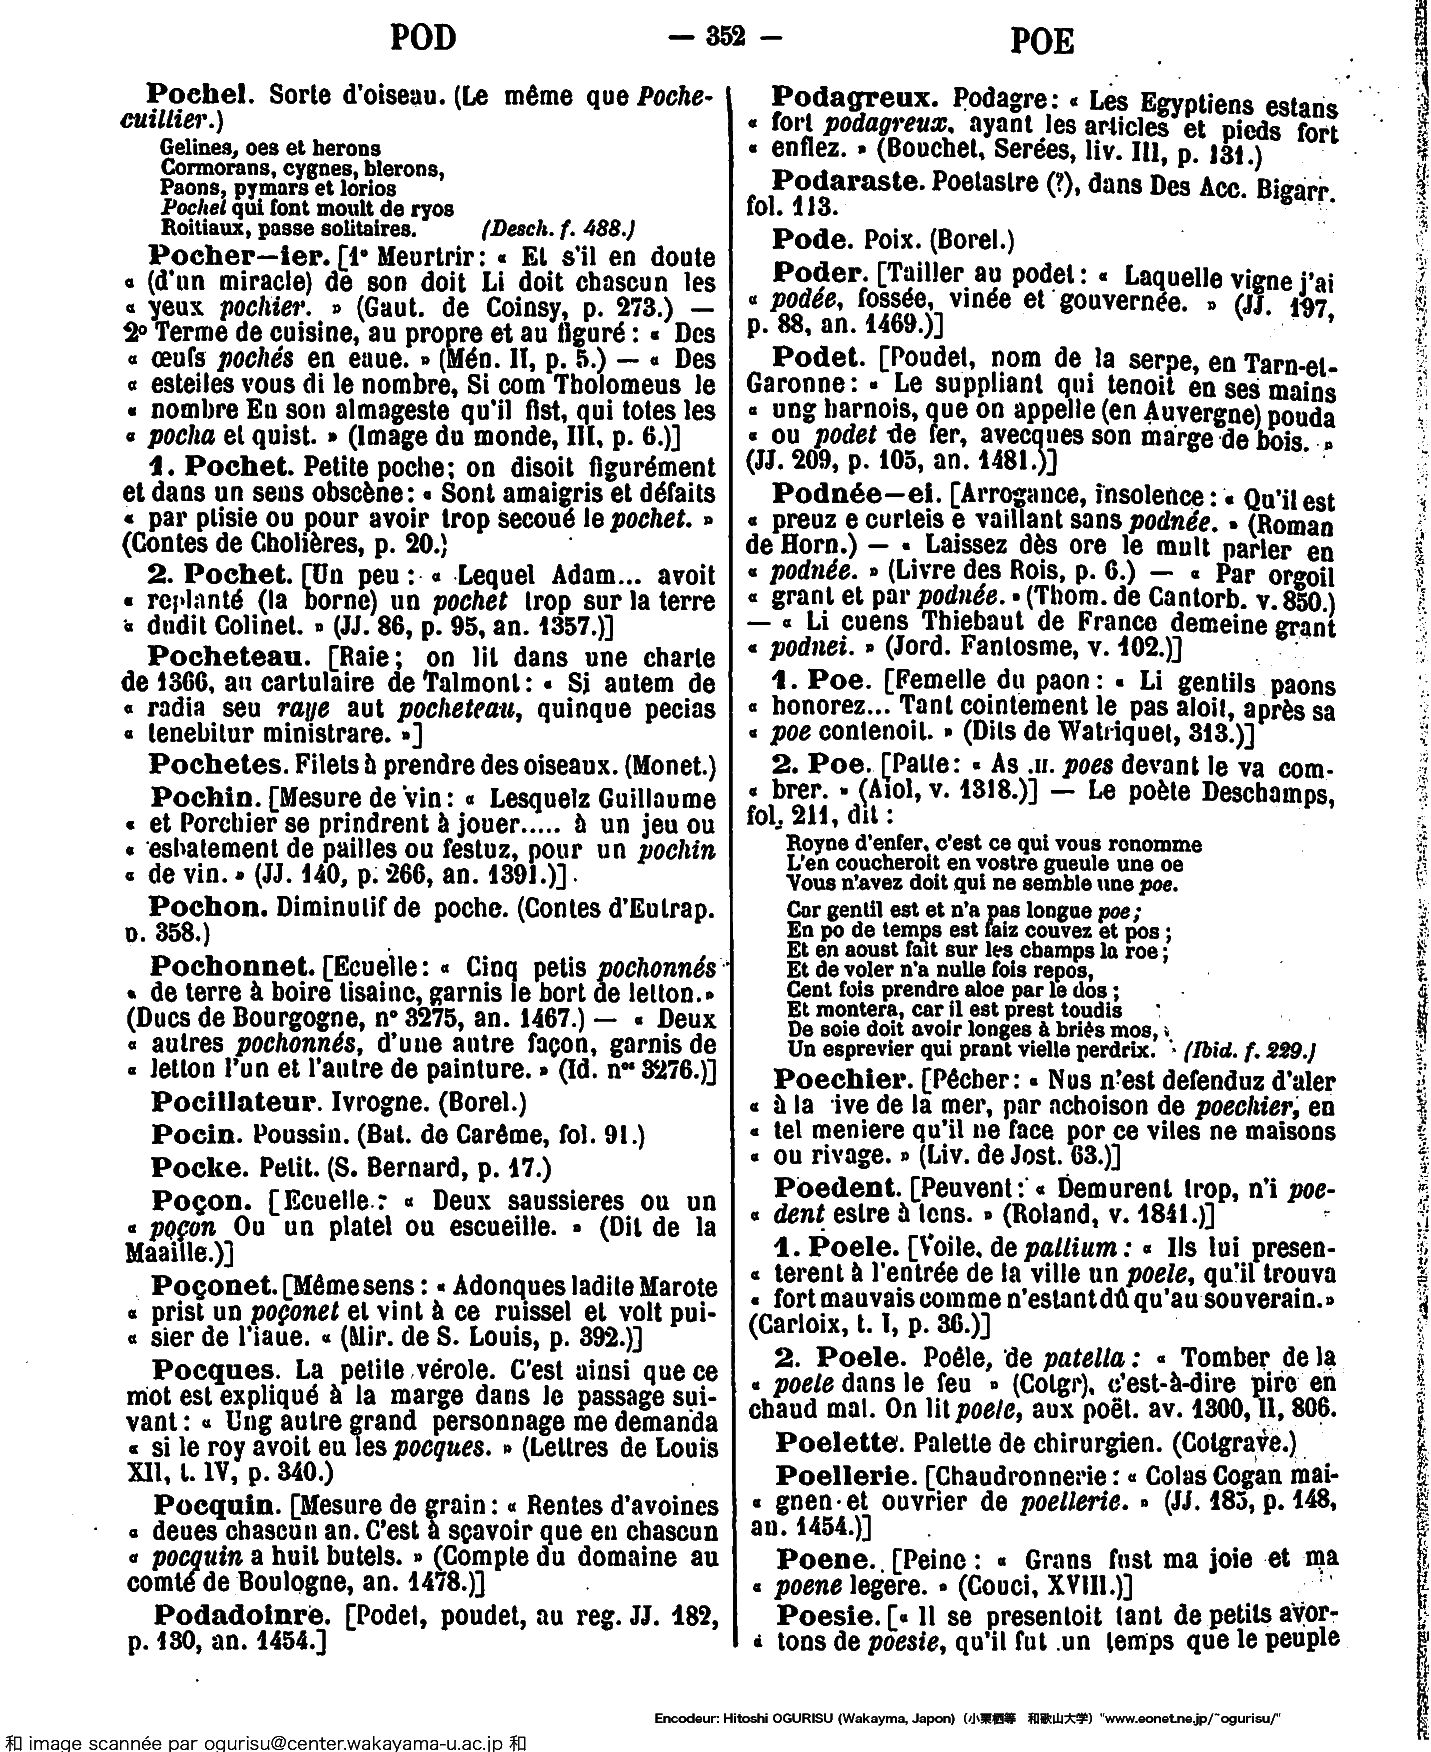 POD
— 352 —
POE
Pochel. Sorte d'oiseau. (Le même que Poche-
cuillier.)
Gelines, oes et herons
Cormorans, cygnes, blerons,
Paons, pymars et lorios
Pochel qui font moult de ryos
Roitiaux, passe solitaires. (Desch. f. 488.)
Pocher—ier. [1° Meurtrir : « Et s'il en doute
« (d'un miracle) de son doit Li doit chascun les
« yeux pochier. » (Gaut. de Coinsy, p. 273.) —
2° Terme de cuisine, au propre et au figuré : « Des
« œufs pochés en eaue. » (Mén. II, p. 5.) — « Des
« esteiles vous di le nombre, Si com Tholomeus le
« nombre En son almageste qu'il fist, qui totes les
« pocha et quist. » (Image du monde, III, p. 6.)]
1. Pochet. Petite poche; on disoit figurément
et dans un sens obscène : « Sont amaigris et défaits
« par ptisie ou pour avoir trop secoué le pochet. »
(Contes de Cholières, p. 20.)
2. Pochet. [Un peu : « Lequel Adam... avoit
« replanté (la borne) un pochet trop sur la terre
« dudit Colinet. » (JJ. 86, p. 95, an. 1357.)]
Pocheteau. [Raie; on lit dans une charte
de 1366, au cartulaire de Talmont : « Si autem de
« radia seu raye aut pocheteau, quinque pecias
« tenebitur ministrare. »]
Pochetes. Filets à prendre des oiseaux. (Monet.)
Pochin. [Mesure de vin : « Lesquelz Guillaume
« et Porchier se prindrent à jouer..... à un jeu ou
« esbatement de pailles ou festuz, pour un pochin
« de vin. » (JJ. 140, p. 266, an. 1391.)]
Pochon. Diminutif de poche. (Contes d'Eutrap.
p. 358.)
Pochonnet. [Ecuelle : « Cinq petis pochonnés
« de terre à boire tisainc, garnis le bort de letton. »
(Ducs de Bourgogne, n° 3275, an. 1467.) — « Deux
« autres pochonnés, d'une autre façon, garnis de
« letton l'un et l'autre de painture. » (Id. nos 3276.)]
Pocillateur. Ivrogne. (Borel.)
Pocin. Poussin. (Bat. de Carême, fol. 91.)
Pocke. Petit. (S. Bernard, p. 17.)
Poçon. [Ecuelle : « Deux saussieres ou un
« poçon Ou un platel ou escueille. » (Dit de la
Maaille.)]
Poçonet. [Même sens : « Adonques ladite Marote
« prist un poçonet et vint à ce ruissel et volt pui-
« sier de l'iaue. « (Mir. de S. Louis, p. 392.)]
Pocques. La petite vérole. C'est ainsi que ce
mot est expliqué à la marge dans le passage sui-
vant : « Ung autre grand personnage me demanda
« si le roy avoit eu les pocques. » (Lettres de Louis
XII, t. IV, p. 340.)
Pocquin. [Mesure de grain : « Rentes d'avoines
« deues chascun an. C'est à sçavoir que en chascun
« pocquin a huit butels. » (Compte du domaine au
comté de Boulogne, an. 1478.)]
Podadoinre. [Podet, poudet, au reg. JJ. 182,
p. 130, an. 1454.]
Podagreux. Podagre : « Les Egyptiens estans
« fort podagreux, ayant les articles et pieds fort
« enflez. » (Bouchet, Serées, liv. III, p. 131.)
Podaraste. Poetastre (?), dans Des Acc. Bigarr.
fol. 113.
Pode. Poix. (Borel.)
Poder. [Tailler au podet : « Laquelle vigne j'ai
« podée, fossée, vinée et gouvernée. » (JJ. 197,
p. 88, an. 1469.)]
Podet. [Poudet, nom de la serpe, en Tarn-et-
Garonne : « Le suppliant qui tenoit en ses mains
« ung harnois, que on appelle (en Auvergne) pouda
« ou podet de fer, avecques son marge de bois. »
(JJ. 209, p. 105, an. 1481.)]
Podnée—ei. [Arrogance, insolence : « Qu'il est
« preuz e curteis e vaillant sans podnée. » (Roman
de Horn.) — « Laissez dès ore le mult parler en
« podnée. » (Livre des Rois, p. 6.) — « Par orgoil
« grant et par podnée. » (Thom. de Cantorb. v. 850.)
— « Li cuens Thiebaut de France demeine grant
« podnei. » (Jord. Fantosme, v. 102.)]
1. Poe. [Femelle du paon : « Li gentils paons
« honorez... Tant cointement le pas aloit, après sa
« poe contenoit. » (Dits de Watriquet, 313.)]
2. Poe. [Patte : « As .II. poes devant le va com-
« brer. » (Aiol, v. 1318.)] — Le poète Deschamps,
fol. 211, dit :
Royne d'enfer, c'est ce qui vous renomme
L'en coucheroit en vostre gueule une oe
Vous n'avez doit qui ne semble une poe.
Cor gentil est et n'a pas longue poe;
En po de temps est faiz couvez et pos;
Et en aoust fait sur les champs la roe;
Et de voler n'a nulle fois repos,
Cent fois prendre aloe par le dos;
Et montera, car il est prest toudis
De soie doit avoir longes à briès mos,
Un esprevier qui prant vielle perdrix. (Ibid. f. 229.)
Poechier. [Pêcher : « Nus n'est defenduz d'aler
« à la ive de la mer, par achoison de poechier, en
« tel meniere qu'il ne face por ce viles ne maisons
« ou rivage. » (Liv. de Jost. 63.)]
Poedent. [Peuvent : « Demurent trop, n'i poe-
« dent estre à tens. » (Roland, v. 1841.)]
1. Poele. [Voile, de pallium : « Ils lui presen-
« terent à l'entrée de la ville un poele, qu'il trouva
« fort mauvais comme n'estant dû qu'au souverain. »
(Carloix, t. I, p. 36.)]
2. Poele. Poêle, de patella : « Tomber de la
« poele dans le feu » (Cotgr), c'est-à-dire pire en
chaud mal. On lit poele, aux poët. av. 1300, II, 806.
Poelette. Palette de chirurgien. (Cotgrave.)
Poellerie. [Chaudronnerie : « Colas Cogan mai-
« gnen et ouvrier de poellerie. » (JJ. 185, p. 148,
an. 1454.)]
Poene. [Peine : « Grans fust ma joie et ma
« poene legere. » (Couci, XVIII.)]
Poesie. [« Il se presentoit tant de petits avor-
« tons de poesie, qu'il fut un temps que le peuple
Encodeur: Hitoshi OGURISU (Wakayma, Japon)（小栗栖等　和歌山大学）"www.eonet.ne.jp/~ogurisu/"
和 image scannée par ogurisu@center.wakayama-u.ac.jp 和